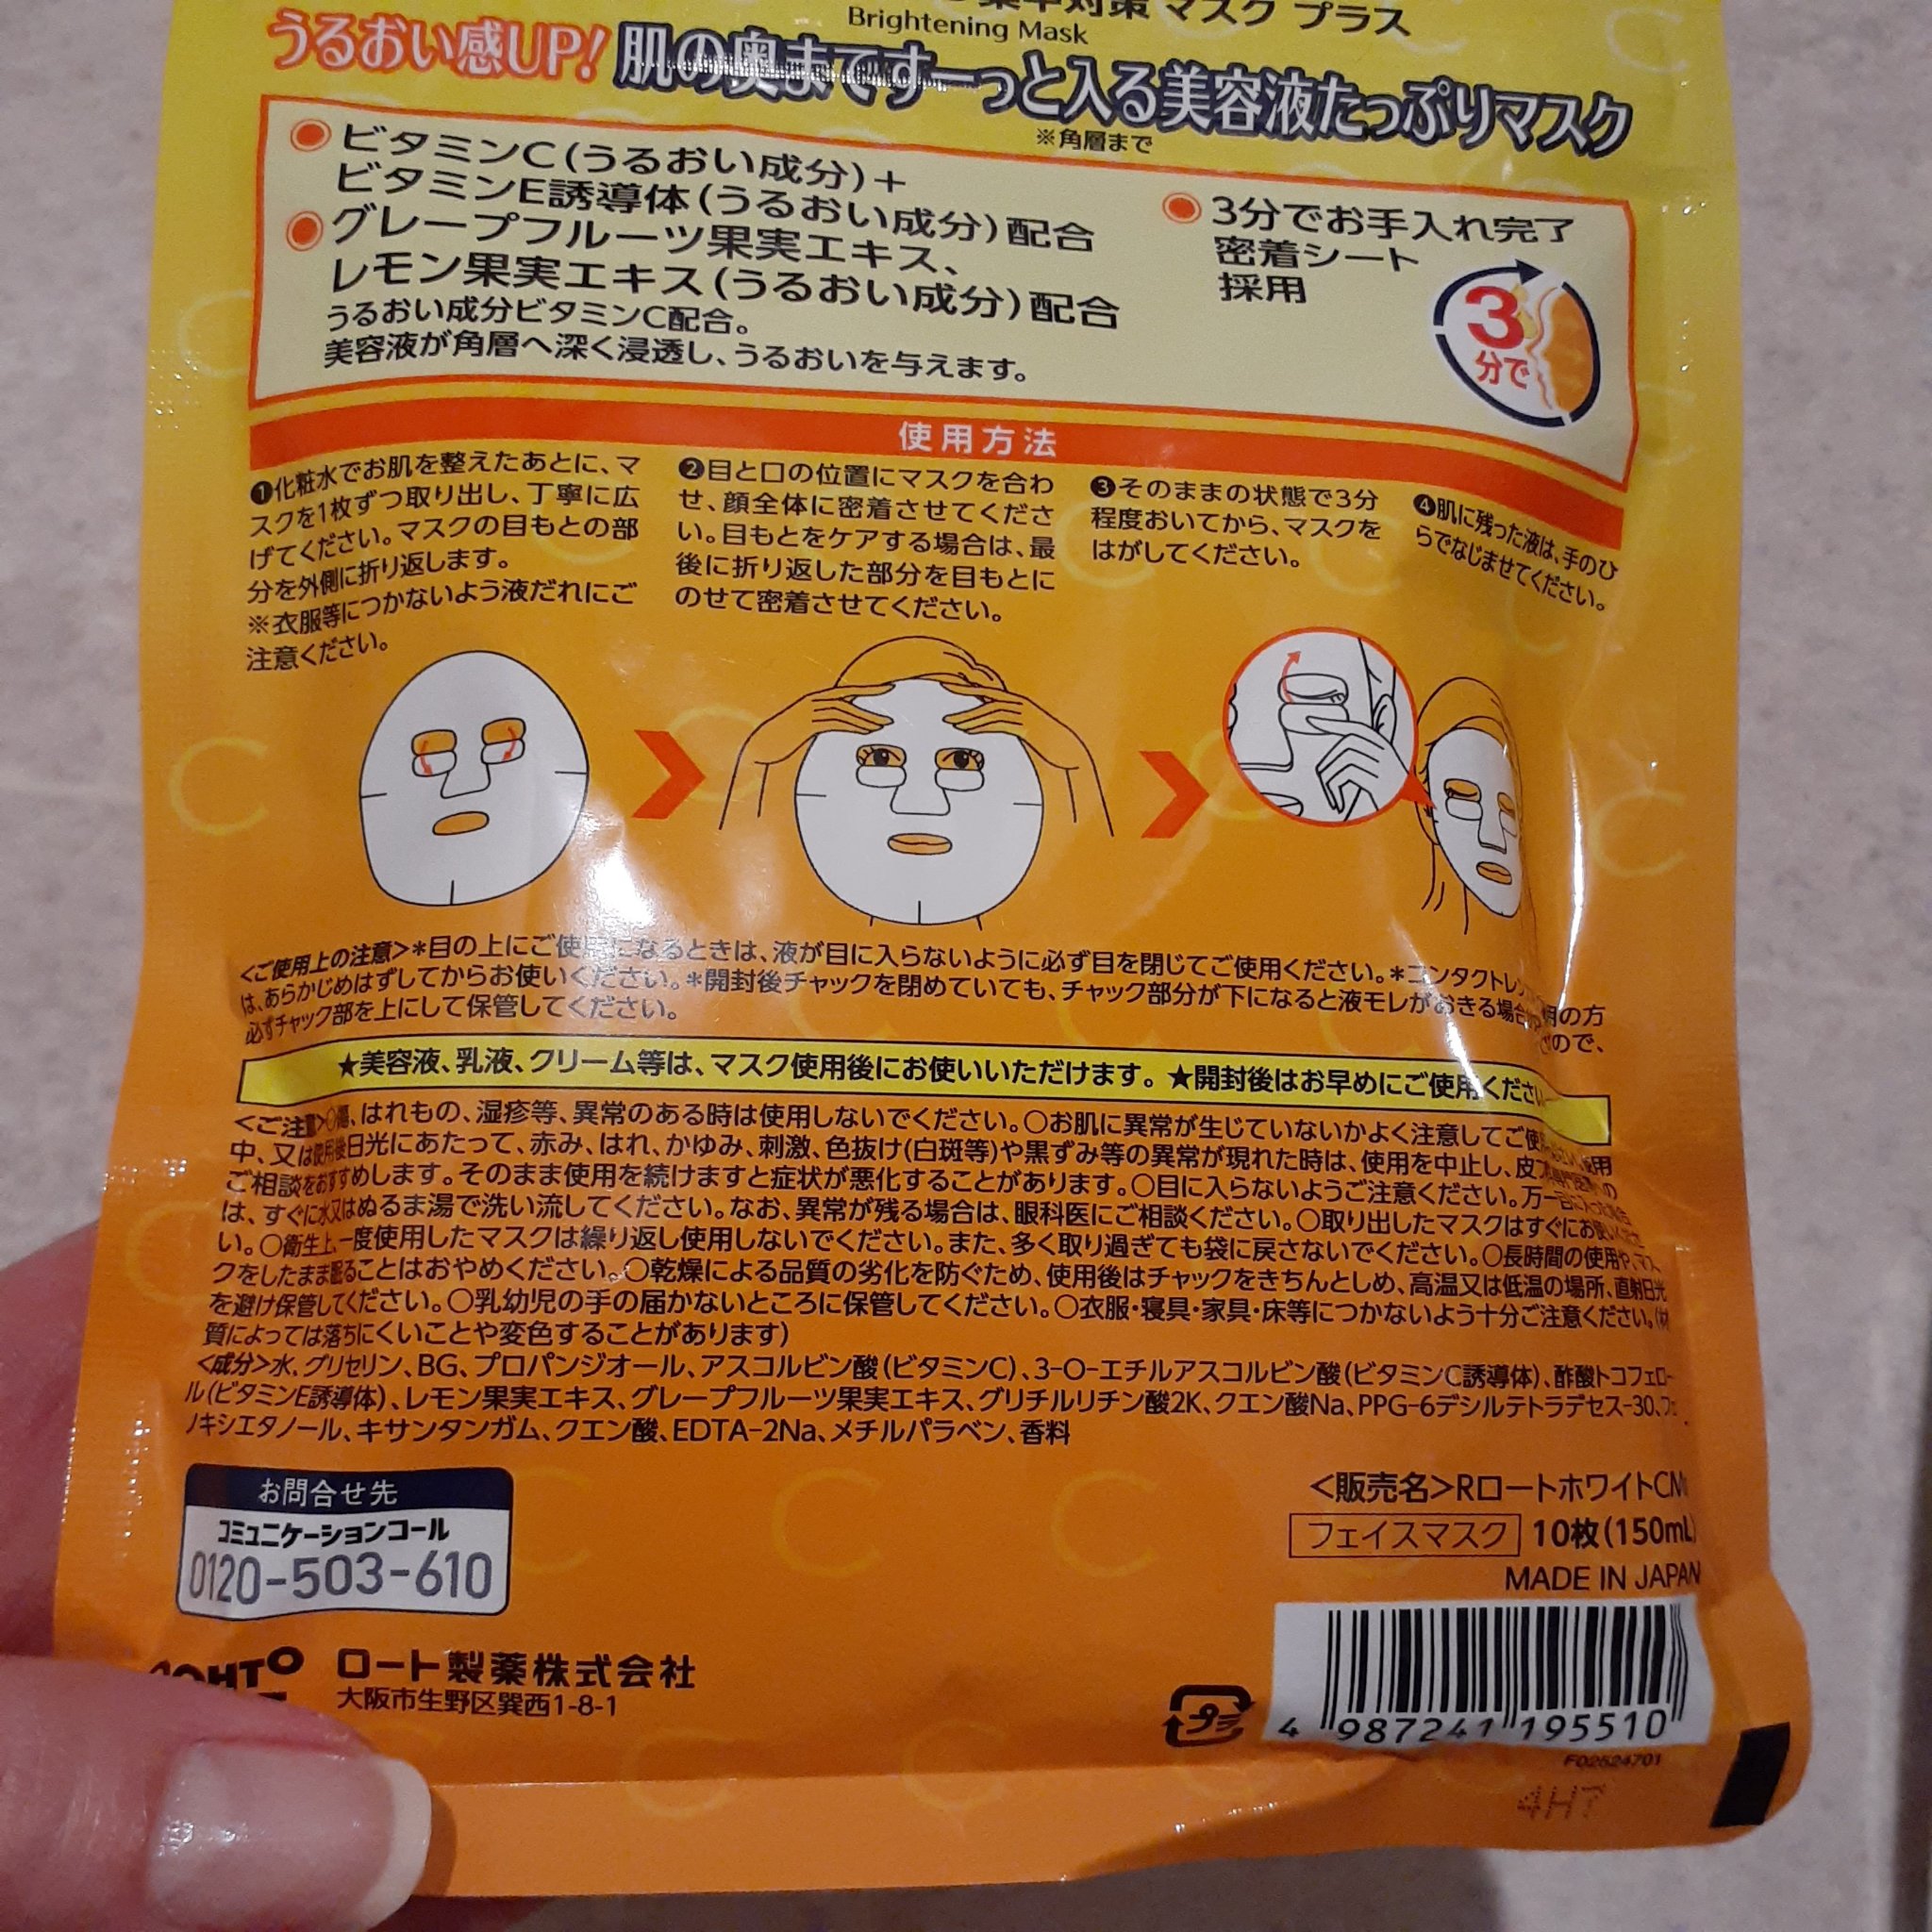 対策 マスク プラス
Brightening Mask
うるおい感UP! 肌の奥まですーっと入る美容液たっぷりマスク
※角層まで
ビタミンC(うるおい成分)+
ビタミンE誘導体(うるおい成分)配合
グレープフルーツ果実エキス、
レモン果実エキス(うるおい成分)配合
うるおい成分ビタミンC配合。
美容液が角層へ深く浸透し、うるおいを与えます。
3分でお手入れ完了
密着シート
採用
3
分で
使用方法
❶化粧水でお肌を整えたあとに、マ
スクを1枚ずつ取り出し、丁寧に広
げてください。マスクの目もとの部
分を外側に折り返します。
※衣服等につかないよう液だれにご
注意ください。
❷目と口の位置にマスクを合わ
せ、顔全体に密着させてくださ
い。目もとをケアする場合は、最
後に折り返した部分を目もとに
のせて密着させてください。
❸そのままの状態で3分
程度おいてから、マスクを
はがしてください。
❹肌に残った液は、手のひ
らでなじませてください。
<ご使用上の注意>*目の上にご使用になるときは、液が目に入らないように必ず目を閉じてご使用ください。*コンタクトレン 用の方
は、あらかじめはずしてからお使いください。*開封後チャックを閉めていても、チャック部分が下になると液モレがおきる場合 ので、
必ずチャック部を上にして保管してください。
★美容液、乳液、クリーム等は、マスク使用後にお使いいただけます。★開封後はお早めにご使用ください
<ご注意>○傷、はれもの、湿疹等、異常のある時は使用しないでください。○お肌に異常が生じていないかよく注意してご使 使用
中、又は使用後日光にあたって、赤み、はれ、かゆみ、刺激、色抜け(白斑等)や黒ずみ等の異常が現れた時は、使用を中止し、皮フ科専門医等への
ご相談をおすすめします。そのまま使用を続けますと症状が悪化することがあります。○目に入らないようご注意ください。万一目に入った場合
は、すぐに水又はぬるま湯で洗い流してください。なお、異常が残る場合は、眼科医にご相談ください。○取り出したマスクはすぐにお使いくださ
い。○衛生上、一度使用したマスクは繰り返し使用しないでください。また、多く取り過ぎても袋に戻さないでください。○長時間の使用や、マス
クをしたまま眠ることはおやめください。○乾燥による品質の劣化を防ぐため、使用後はチャックをきちんとしめ、高温又は低温の場所、直射日光
を避け保管してください。○乳幼児の手の届かないところに保管してください。○衣服・寝具・家具・床等につかないよう十分ご注意ください。(材
質によっては落ちにくいことや変色することがあります)
<成分>水、グリセリン、BG、プロパンジオール、アスコルビン酸(ビタミンC)、3-O-エチルアスコルビン酸(ビタミンC誘導体)、酢酸トコフェロー
ル(ビタミンE誘導体)、レモン果実エキス、グレープフルーツ果実エキス、グリチルリチン酸2K、クエン酸Na、PPG-6デシルテトラデセス-30、フェ
ノキシエタノール、キサンタンガム、クエン酸、EDTA-2Na、メチルパラベン、香料
お問合せ先
コミュニケーションコール
0120-503-610
<販売名>RロートホワイトCM
フェイスマスク 10枚(150mL)
MADE IN JAPAN
ロート製薬株式会社
大阪市生野区巽西1-8-1
4 987241 195510
F02624701
4H7